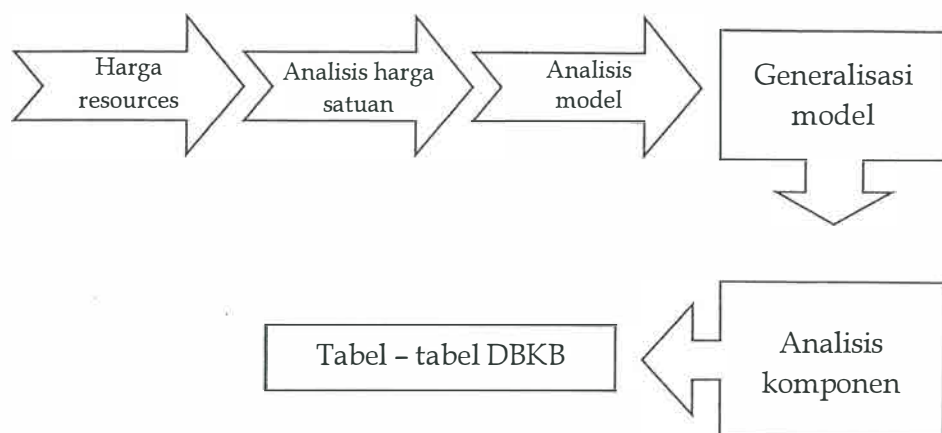 Harga
resources
Analisis harga
satuan
Analisis
model
Generalisasi
model
Analisis
komponen
Tabel – tabel DBKB